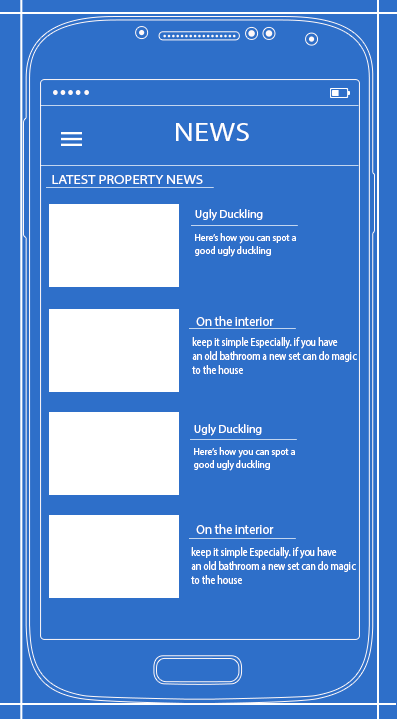 NEWS
LATEST PROPERTY NEWS
Ugly Duckling
Here's how you can spot a
good ugly duckling
On the interior
keep it simple Especially. if you have
an old bathroom a new set can do magic
to the house
Ugly Duckling
Here's how you can spot a
good ugly duckling
On the interior
keep it simple Especially. if you have
an old bathroom a new set can do magic
to the house